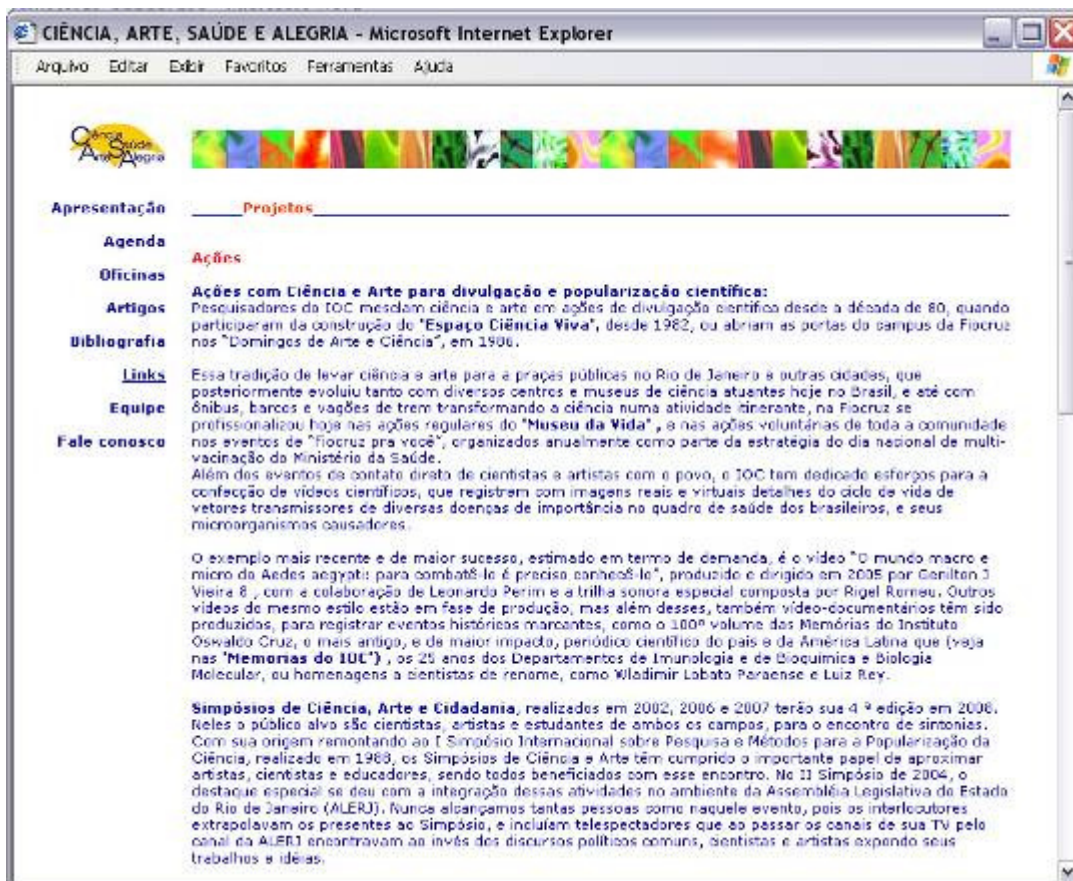 CIÊNCIA, ARTE, SAÚDE E ALEGRIA - Microsoft Internet Explorer
Arquivo Editar Exibir Favoritos Ferramentas Ajuda
Ciência Saúde
Arte Alegria
Apresentação
Agenda
Oficinas
Artigos
Bibliografia
Links
Equipe
Fale conosco
Projetos
Ações
Ações com Ciência e Arte para divulgação e popularização científica:
Pesquisadores do IOC mesclam ciência e arte em ações de divulgação científica desde a década de 80, quando
participaram da construção do "Espaço Ciência Viva", desde 1982, ou abriam as portas do campus da Fiocruz
nos "Domingos de Arte e Ciência", em 1986.
Essa tradição de levar ciência e arte para a praças públicas no Rio de Janeiro e outras cidades, que
posteriormente evoluiu tanto com diversos centros e museus de ciência atuantes hoje no Brasil, e até com
ônibus, barcos e vagões de trem transformando a ciência numa atividade itinerante, na Fiocruz se
profissionalizou hoje nas ações regulares do "Museu da Vida" , e nas ações voluntárias de toda a comunidade
nos eventos de "fiocruz pra você", organizados anualmente como parte da estratégia do dia nacional de multi-
vacinação do Ministério da Saúde.
Além dos eventos de contato direto de cientistas e artistas com o povo, o IOC tem dedicado esforços para a
confecção de vídeos científicos, que registrem com imagens reais e virtuais detalhes do ciclo de vida de
vetores transmissores de diversas doenças de importância no quadro de saúde dos brasileiros, e seus
microorganismos causadores.
O exemplo mais recente e de maior sucesso, estimado em termo de demanda, é o vídeo "O mundo macro e
micro do Aedes aegypti: para combatê-lo é preciso conhecê-lo", produzido e dirigido em 2005 por Genilton J
Vieira 8 , com a colaboração de Leonardo Perim e a trilha sonora especial composta por Rigel Romeu. Outros
vídeos do mesmo estilo estão em fase de produção, mas além desses, também vídeo-documentários têm sido
produzidos, para registrar eventos históricos marcantes, como o 100º volume das Memórias do Instituto
Oswaldo Cruz, o mais antigo, e de maior impacto, periódico científico do país e da América Latina que (veja
nas "Memorias do IOC") , os 25 anos dos Departamentos de Imunologia e de Bioquímica e Biologia
Molecular, ou homenagens a cientistas de renome, como Wladimir Lobato Paraense e Luiz Rey.
Simpósios de Ciência, Arte e Cidadania, realizados em 2002, 2006 e 2007 terão sua 4 ª edição em 2008.
Neles o público alvo são cientistas, artistas e estudantes de ambos os campos, para o encontro de sintonias.
Com sua origem remontando ao I Simpósio Internacional sobre Pesquisa e Métodos para a Popularização da
Ciência, realizado em 1988, os Simpósios de Ciência e Arte têm cumprido o importante papel de aproximar
artistas, cientistas e educadores, sendo todos beneficiados com esse encontro. No II Simpósio de 2004, o
destaque especial se deu com a integração dessas atividades no ambiente da Assembléia Legislativa do Estado
do Rio de Janeiro (ALERJ). Nunca alcançamos tantas pessoas como naquele evento, pois os interlocutores
extrapolavam os presentes ao Simpósio, e incluíam telespectadores que ao passar os canais de sua TV pelo
canal da ALERJ encontravam ao invés dos discursos políticos comuns, cientistas e artistas expondo seus
trabalhos e idéias.